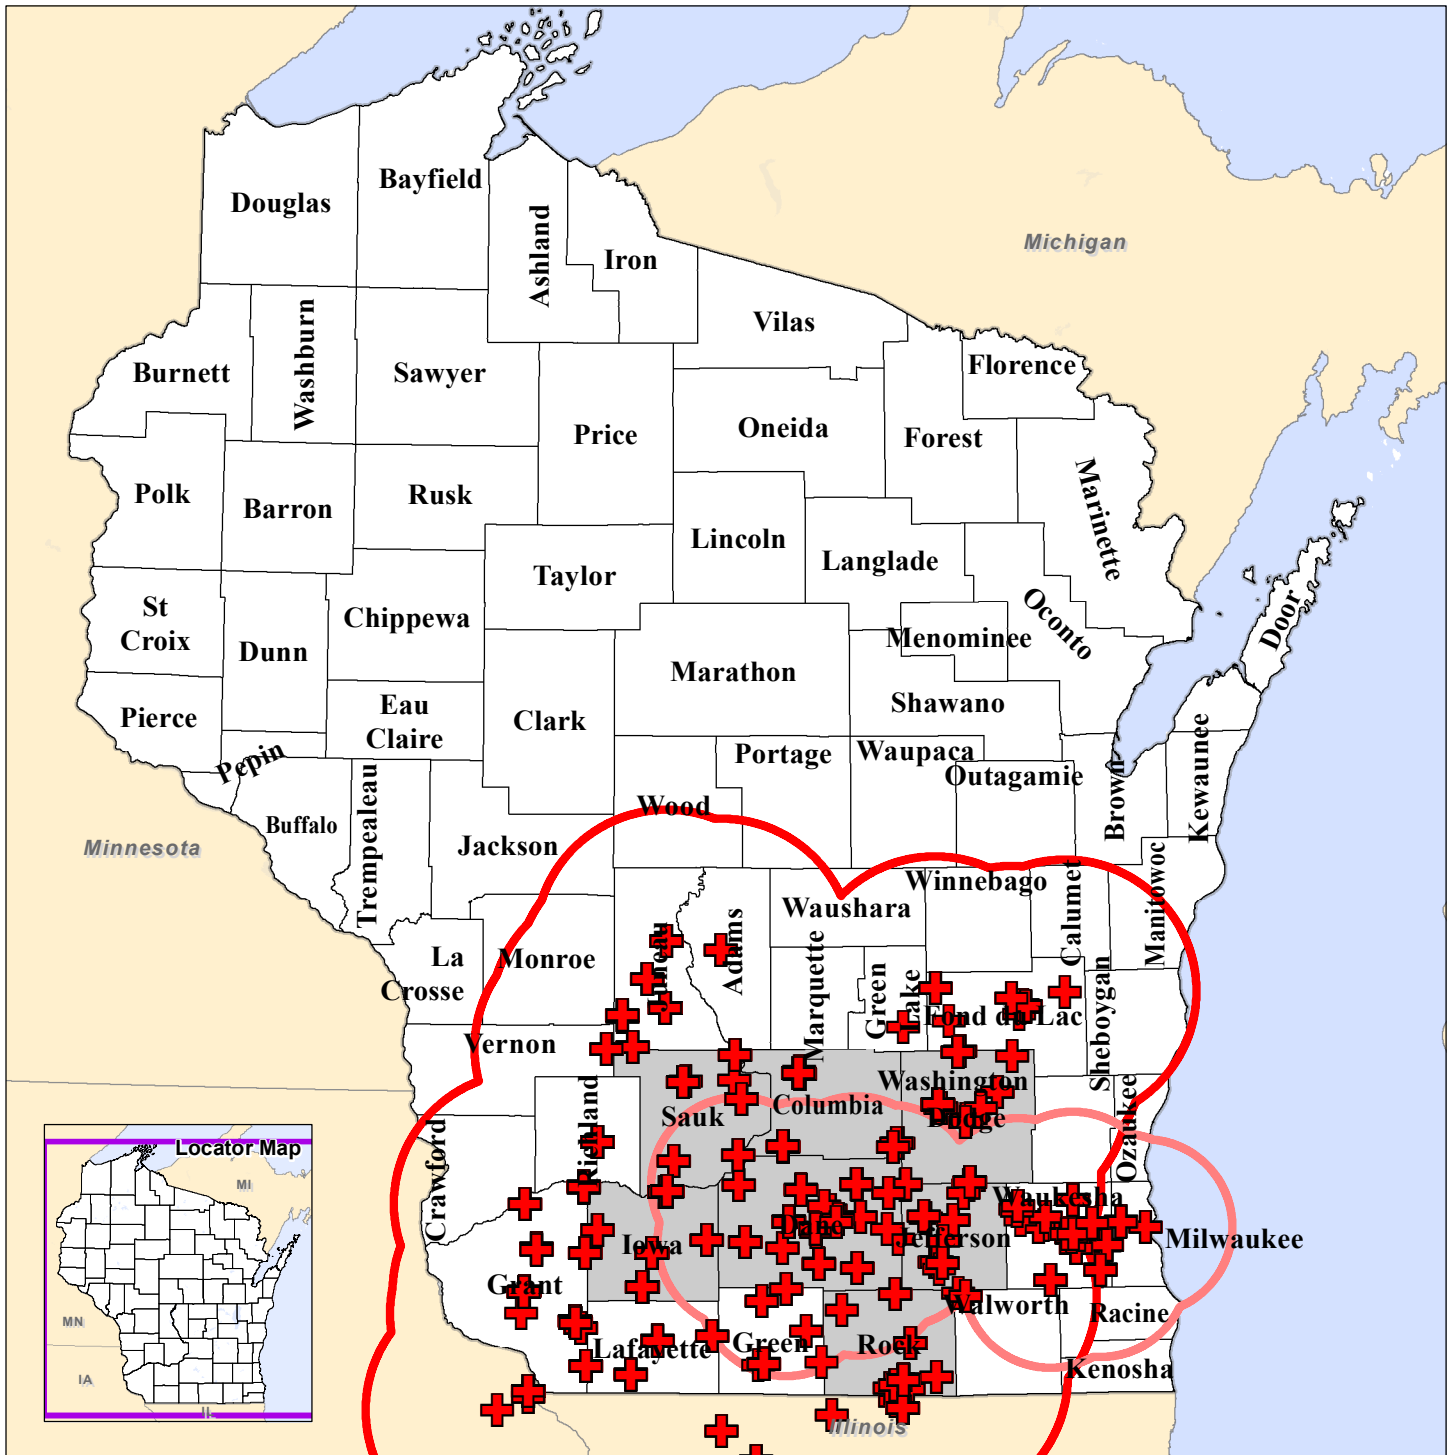 Bayfield
Douglas
Ashland
Iron
Michigan
Vilas
Washburn
Florence
Burnett
Sawyer
Price
Oneida
Forest
Polk
Rusk
Barron
Marinette
Lincoln
Langlade
Taylor
St
Croix
Chippewa
Oconto
Door
Menominee
Dunn
Marathon
Shawano
Pierce
Eau
Claire
Clark
Pepin
Portage
Waupaca
Outagamie
Brown
Kewaunee
Wood
Buffalo
Trempealeau
Minnesota
Jackson
Winnebago
Calumet
Manitowoc
Waushara
Juneau
Adams
La
Crosse
Monroe
Marquette
Green
Lake
Fond du Lac
Sheboygan
Vernon
Washington
Ozaukee
Richland
Sauk
Columbia
Dodge
Crawford
Locator Map
MI
MN
IA
IL
Waukesha
Dane
Jefferson
Milwaukee
Iowa
Grant
Walworth
Racine
Lafayette
Green
Rock
Kenosha
Illinois